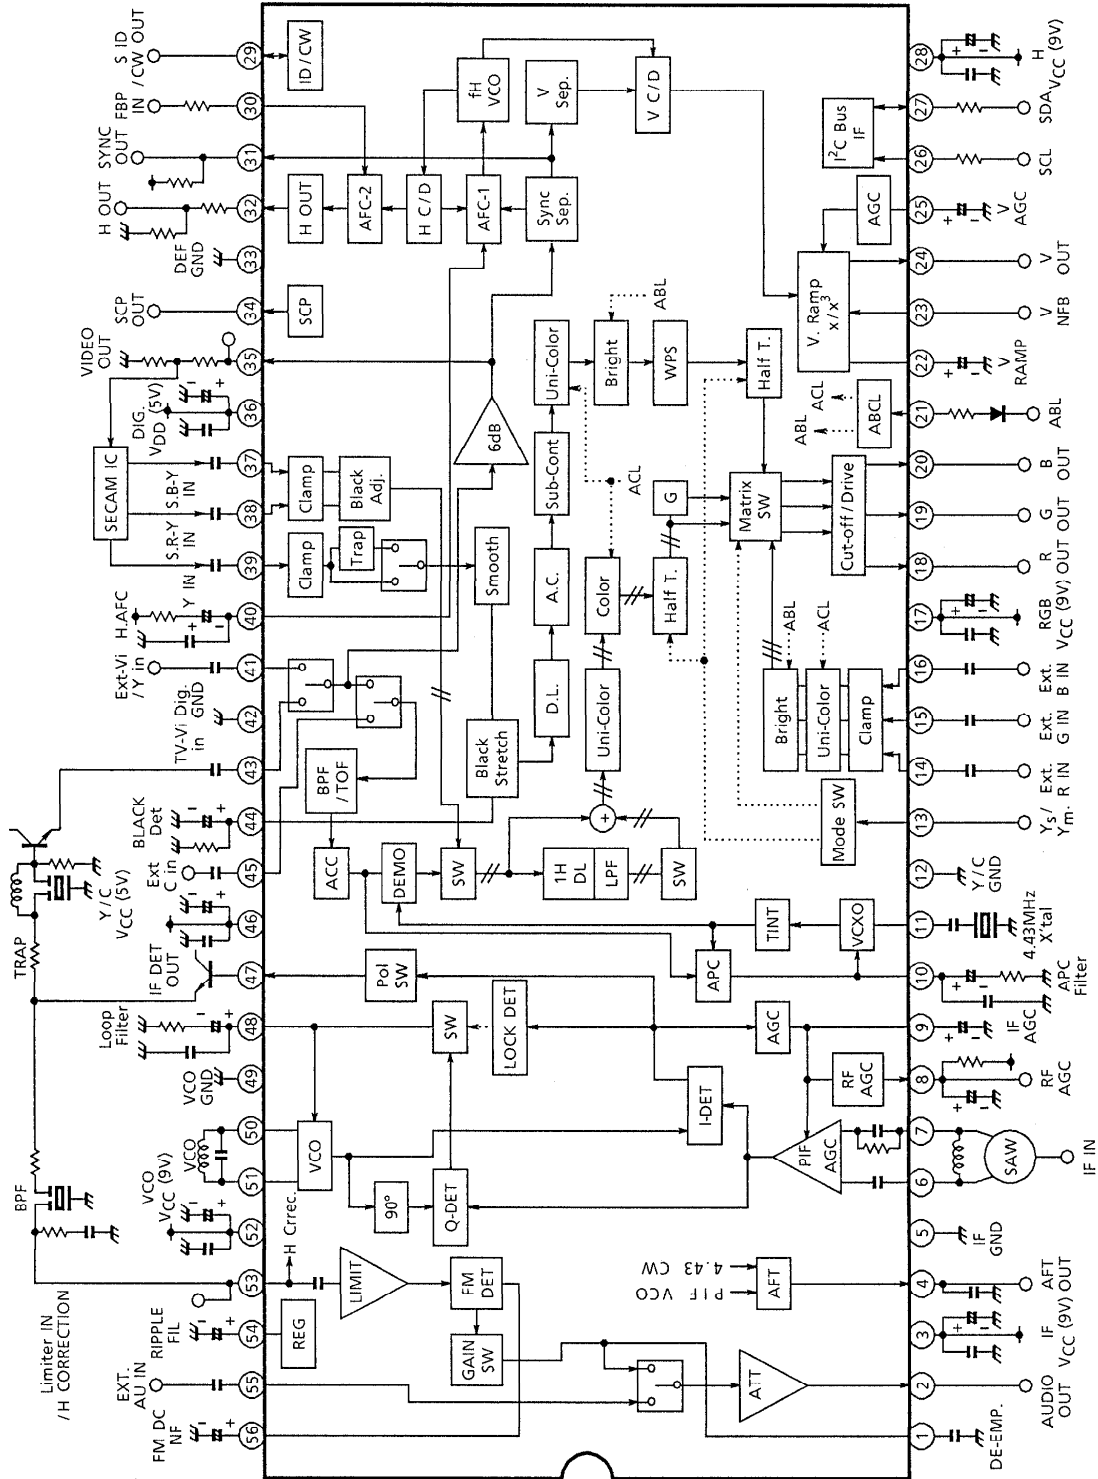 S ID
/CW OUT
FBP
IN
SYNC
OUT
H OUT
DEF
GND
SCP
OUT
VIDEO
OUT
DIG.
VDD (5V)
SECAM IC
S.B-Y
IN
S.R-Y
IN
Y IN
H.AFC
Ext-Vi
/Y in
Dig.
GND
TV-Vi
in
BLACK
Det
Ext
C in
Y/C
VCC (5V)
TRAP
IF DET
OUT
Loop
Filter
VCO
GND
VCO
VCO
VCC (9V)
BPF
Limiter IN
/H CORRECTION
RIPPLE
FIL
EXT.
AU IN
FM DC
NF
29
30
31
32
33
34
35
36
37
38
39
40
41
42
43
44
45
46
47
48
49
50
51
52
53
54
55
56
ID/CW
H OUT
AFC-2
H C/D
AFC-1
fH
VCO
V
Sep.
V C/D
Sync
Sep.
SCP
6dB
Clamp
Black
Adj.
Clamp
Trap
Smooth
Black
Stretch
D.L.
A.C.
Sub-Cont
Uni-Color
Bright
ABL
WPS
Half T.
ACL
Uni-Color
Color
Half T.
G
Matrix
SW
Cut-off/Drive
V. Ramp
x/x³
AGC
I²C Bus
IF
ABL
ACL
ABCL
Bright
ABL
Uni-Color
ACL
Clamp
Mode SW
BPF
/TOF
ACC
DEMO
SW
1H
DL
LPF
SW
+
TINT
VCXO
APC
Pol
SW
SW
LOCK DET
AGC
RF
AGC
I-DET
PIF
AGC
VCO
90°
Q-DET
H Crrec.
LIMIT
REG
FM
DET
GAIN
SW
PIF VCO
4.43 CW
AFT
ATT
28
27
26
25
24
23
22
21
20
19
18
17
16
15
14
13
12
11
10
9
8
7
6
5
4
3
2
1
H
VCC (9V)
SDA
SCL
V
AGC
V
OUT
V
NFB
V
RAMP
ABL
B
OUT
G
OUT
R
OUT
RGB
VCC (9V)
Ext.
B IN
Ext.
G IN
Ext.
R IN
Ys/
Ym.
Y/C
GND
4.43MHz
X'tal
APC
Filter
IF
AGC
RF
AGC
SAW
IF IN
IF
GND
AFT
OUT
IF
VCC (9V)
AUDIO
OUT
DE-EMP.